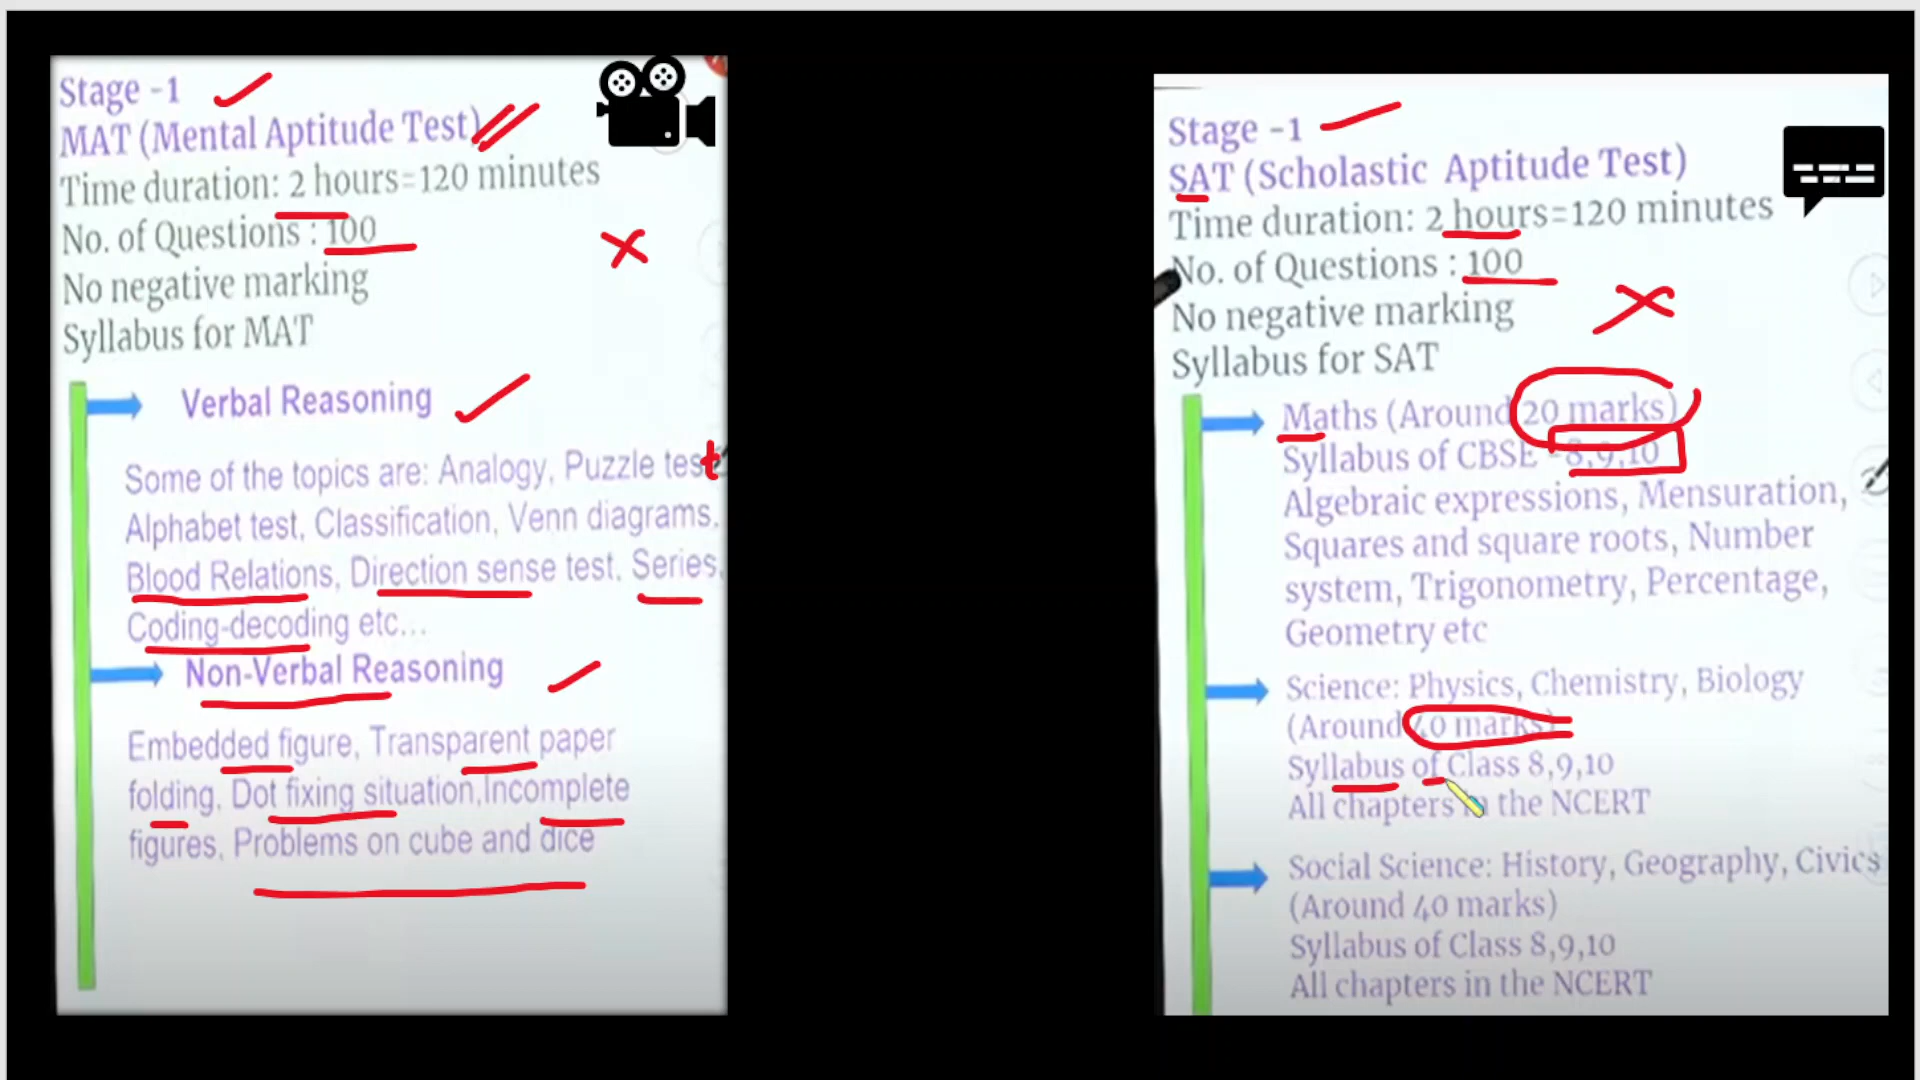 Stage -1
MAT (Mental Aptitude Test)
Time duration: 2 hours=120 minutes
No. of Questions : 100
No negative marking
Syllabus for MAT
Verbal Reasoning
Some of the topics are: Analogy, Puzzle test
Alphabet test, Classification, Venn diagrams,
Blood Relations, Direction sense test, Series,
Coding-decoding etc...
Non-Verbal Reasoning
Embedded figure, Transparent paper
folding, Dot fixing situation,Incomplete
figures, Problems on cube and dice
Stage -1
SAT (Scholastic Aptitude Test)
Time duration: 2 hours=120 minutes
No. of Questions : 100
No negative marking
Syllabus for SAT
Maths (Around 20 marks)
Syllabus of CBSE -8,9,10
Algebraic expressions, Mensuration,
Squares and square roots, Number
system, Trigonometry, Percentage,
Geometry etc
Science: Physics, Chemistry, Biology
(Around 40 marks)
Syllabus of Class 8,9,10
All chapters in the NCERT
Social Science: History, Geography, Civics
(Around 40 marks)
Syllabus of Class 8,9,10
All chapters in the NCERT